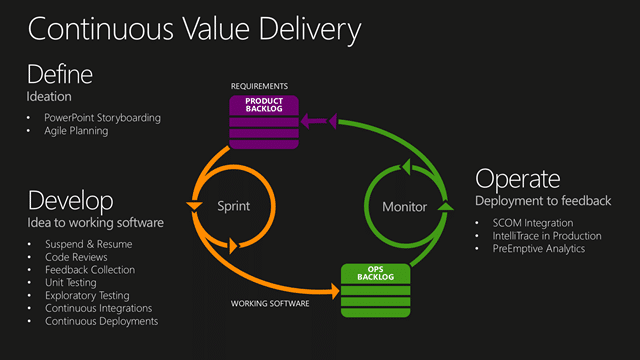 Continuous Value Delivery
Define
Ideation
• PowerPoint Storyboarding
• Agile Planning
REQUIREMENTS
PRODUCT
BACKLOG
Develop
Idea to working software
• Suspend & Resume
• Code Reviews
• Feedback Collection
• Unit Testing
• Exploratory Testing
• Continuous Integrations
• Continuous Deployments
Sprint
Monitor
WORKING SOFTWARE
OPS
BACKLOG
Operate
Deployment to feedback
• SCOM Integration
• IntelliTrace in Production
• PreEmptive Analytics